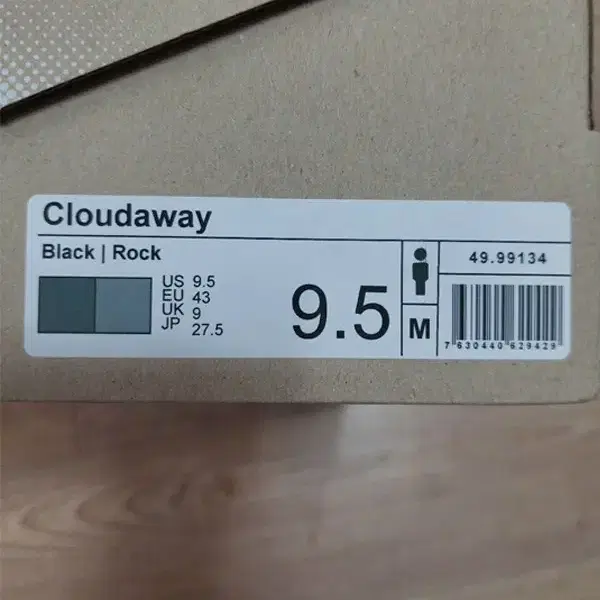 Cloudaway
Black | Rock
US 9.5
EU 43
UK 9
JP 27.5
9.5
M
49.99134
7 630440 629429